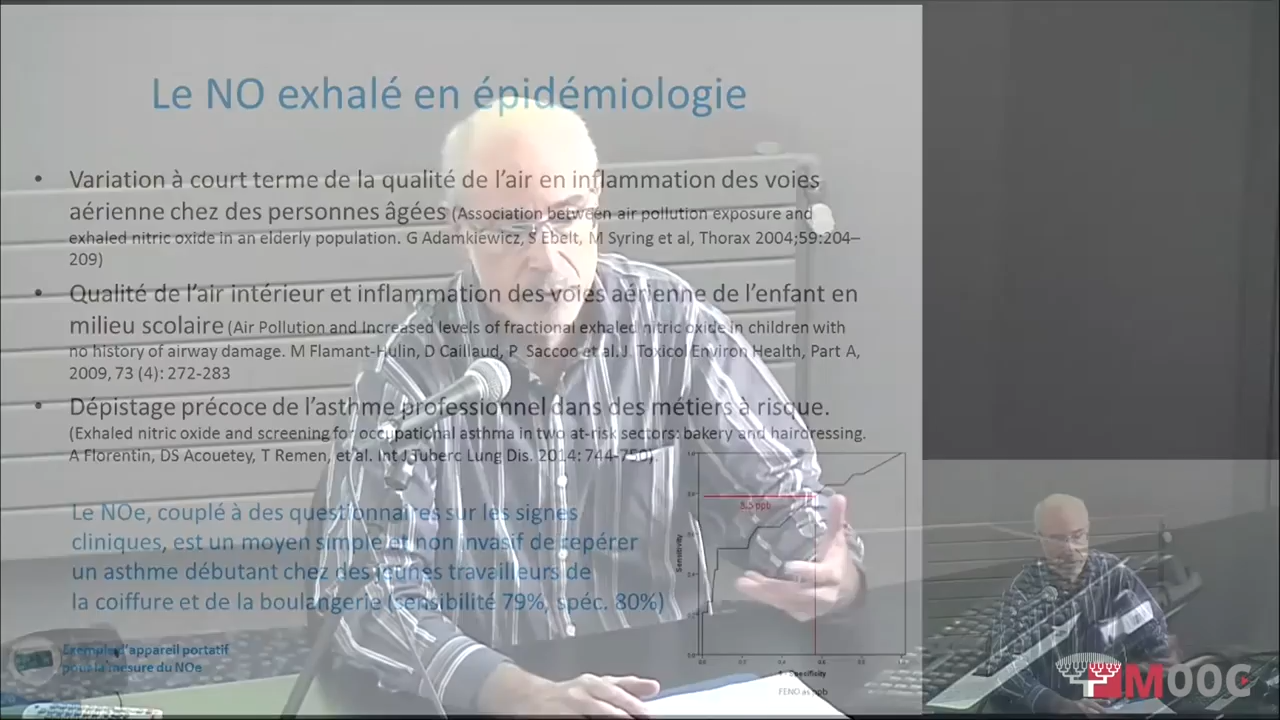 Le NO exhalé en épidémiologie
• Variation à court terme de la qualité de l'air en inflammation des voies
aérienne chez des personnes âgées (Association between air pollution exposure and
exhaled nitric oxide in an elderly population. G Adamkiewicz, S Ebelt, M Syring et al, Thorax 2004;59:204–
209)
• Qualité de l'air intérieur et inflammation des voies aérienne de l'enfant en
milieu scolaire (Air Pollution and Increased levels of fractional exhaled nitric oxide in children with
no history of airway damage. M Flamant-Hulin, D Caillaud, P Saccoo et al,J. Toxicol Environ Health, Part A,
2009, 73 (4): 272-283
• Dépistage précoce de l'asthme professionnel dans des métiers à risque.
(Exhaled nitric oxide and screening for occupational asthma in two at-risk sectors: bakery and hairdressing.
A Florentin, DS Acouetey, T Remen, et al. Int J Tuberc Lung Dis. 2014: 744-750).
Le NOe, couplé à des questionnaires sur les signes
cliniques, est un moyen simple et non invasif de repérer
un asthme débutant chez des jeunes travailleurs de
la coiffure et de la boulangerie (sensibilité 79%, spéc. 80%)
Exemple d'appareil portatif
pour la mesure du NOe
8.5 ppb
Sensitivity
1 - Specificity
FENO as ppb
MOOC